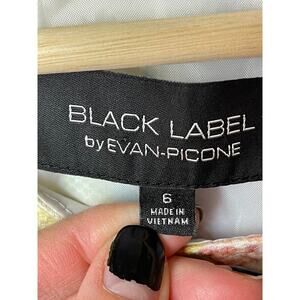 BLACK LABEL
by EVAN-PICONE
6
MADE IN
VIETNAM